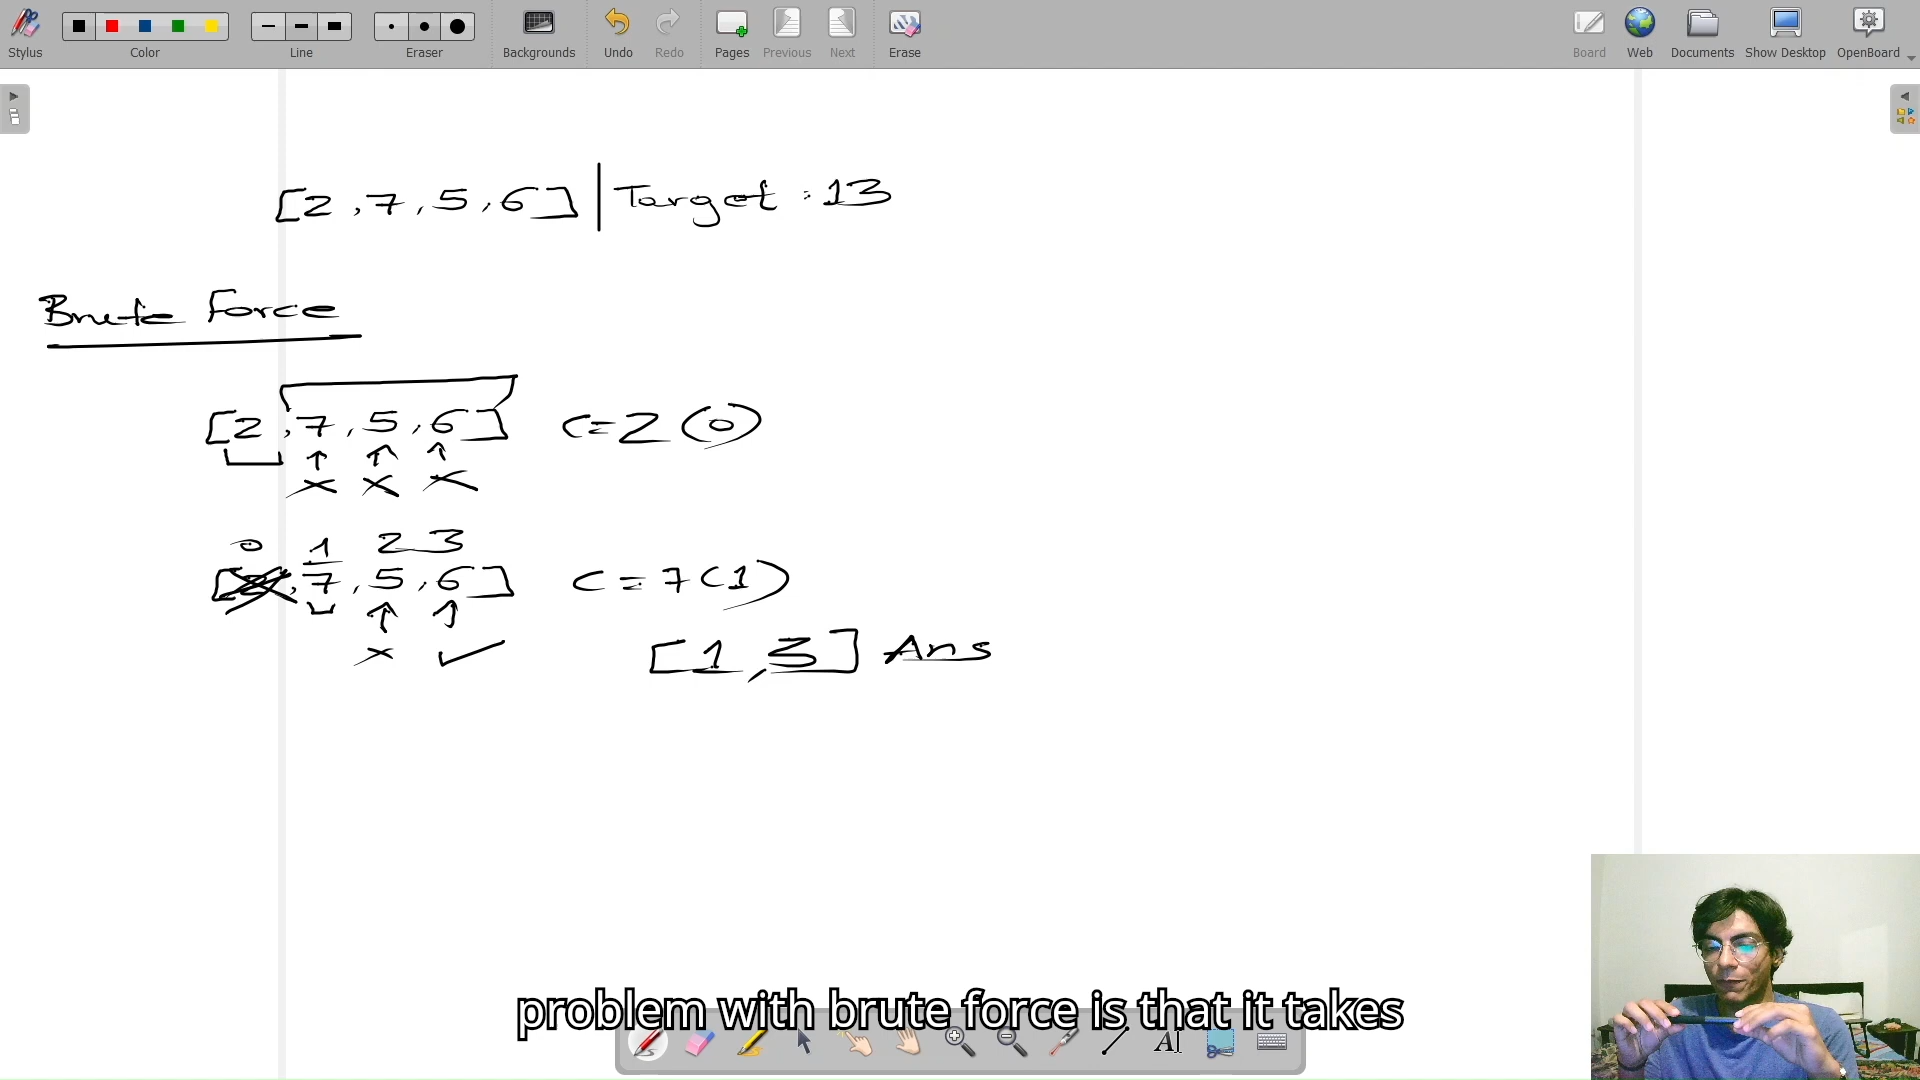 Stylus Color Line Eraser Backgrounds Undo Redo Pages Previous Next Erase Board Web Documents Show Desktop OpenBoard
[2,7,5,6] | Target : 13
Brute Force
[2,7,5,6] C=2(0)
0 1 2 3
,7,5,6] C=7(1)
[1,3] Ans
problem with brute force is that it takes